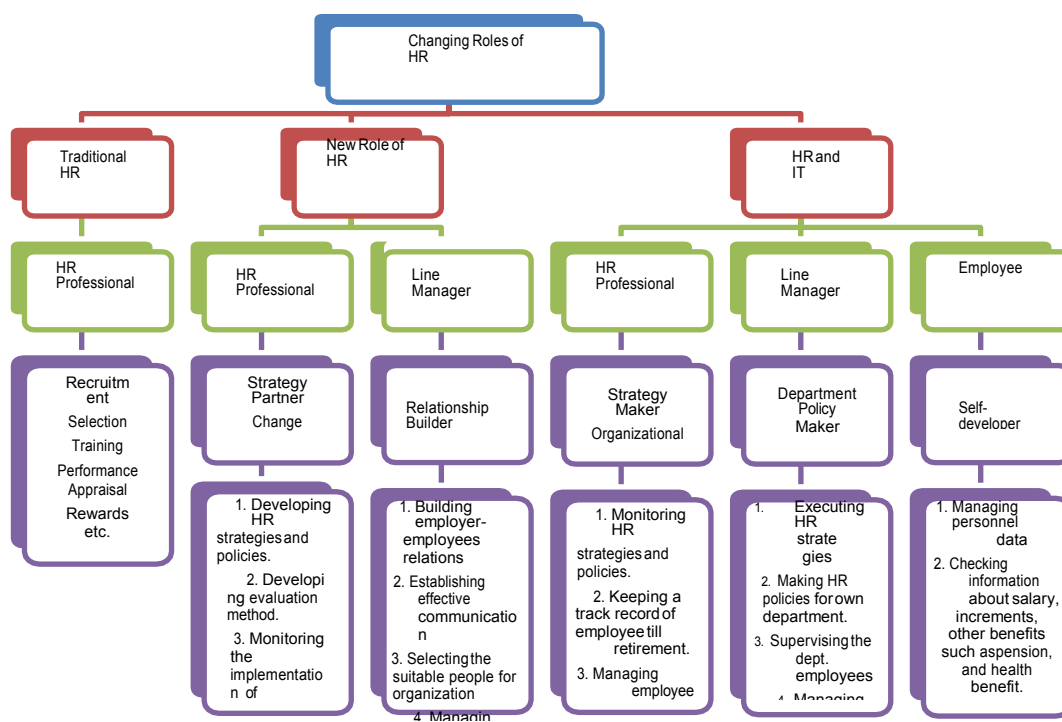 Changing Roles of
HR
Traditional
HR
New Role of
HR
HR and
IT
HR
Professional
HR
Professional
Line
Manager
HR
Professional
Line
Manager
Employee
Recruitm
ent
Selection
Training
Performance
Appraisal
Rewards
etc.
Strategy
Partner
Change
Relationship
Builder
Strategy
Maker
Organizational
Department
Policy
Maker
Self-
developer
1. Developing
HR
strategies and
policies.
2. Developi
ng evaluation
method.
3. Monitoring
the
implementatio
n of
1. Building
employer-
employees
relations
2. Establishing
effective
communicatio
n
3. Selecting the
suitable people for
organization
4. Managin
1. Monitoring
HR
strategies and
policies.
2. Keeping a
track record of
employee till
retirement.
3. Managing
employee
1. Executing
HR
strate
gies
2. Making HR
policies for own
department.
3. Supervising the
dept.
employees
4. Managing
1. Managing
personnel
data
2. Checking
information
about salary,
increments,
other benefits
such aspension,
and health
benefit.